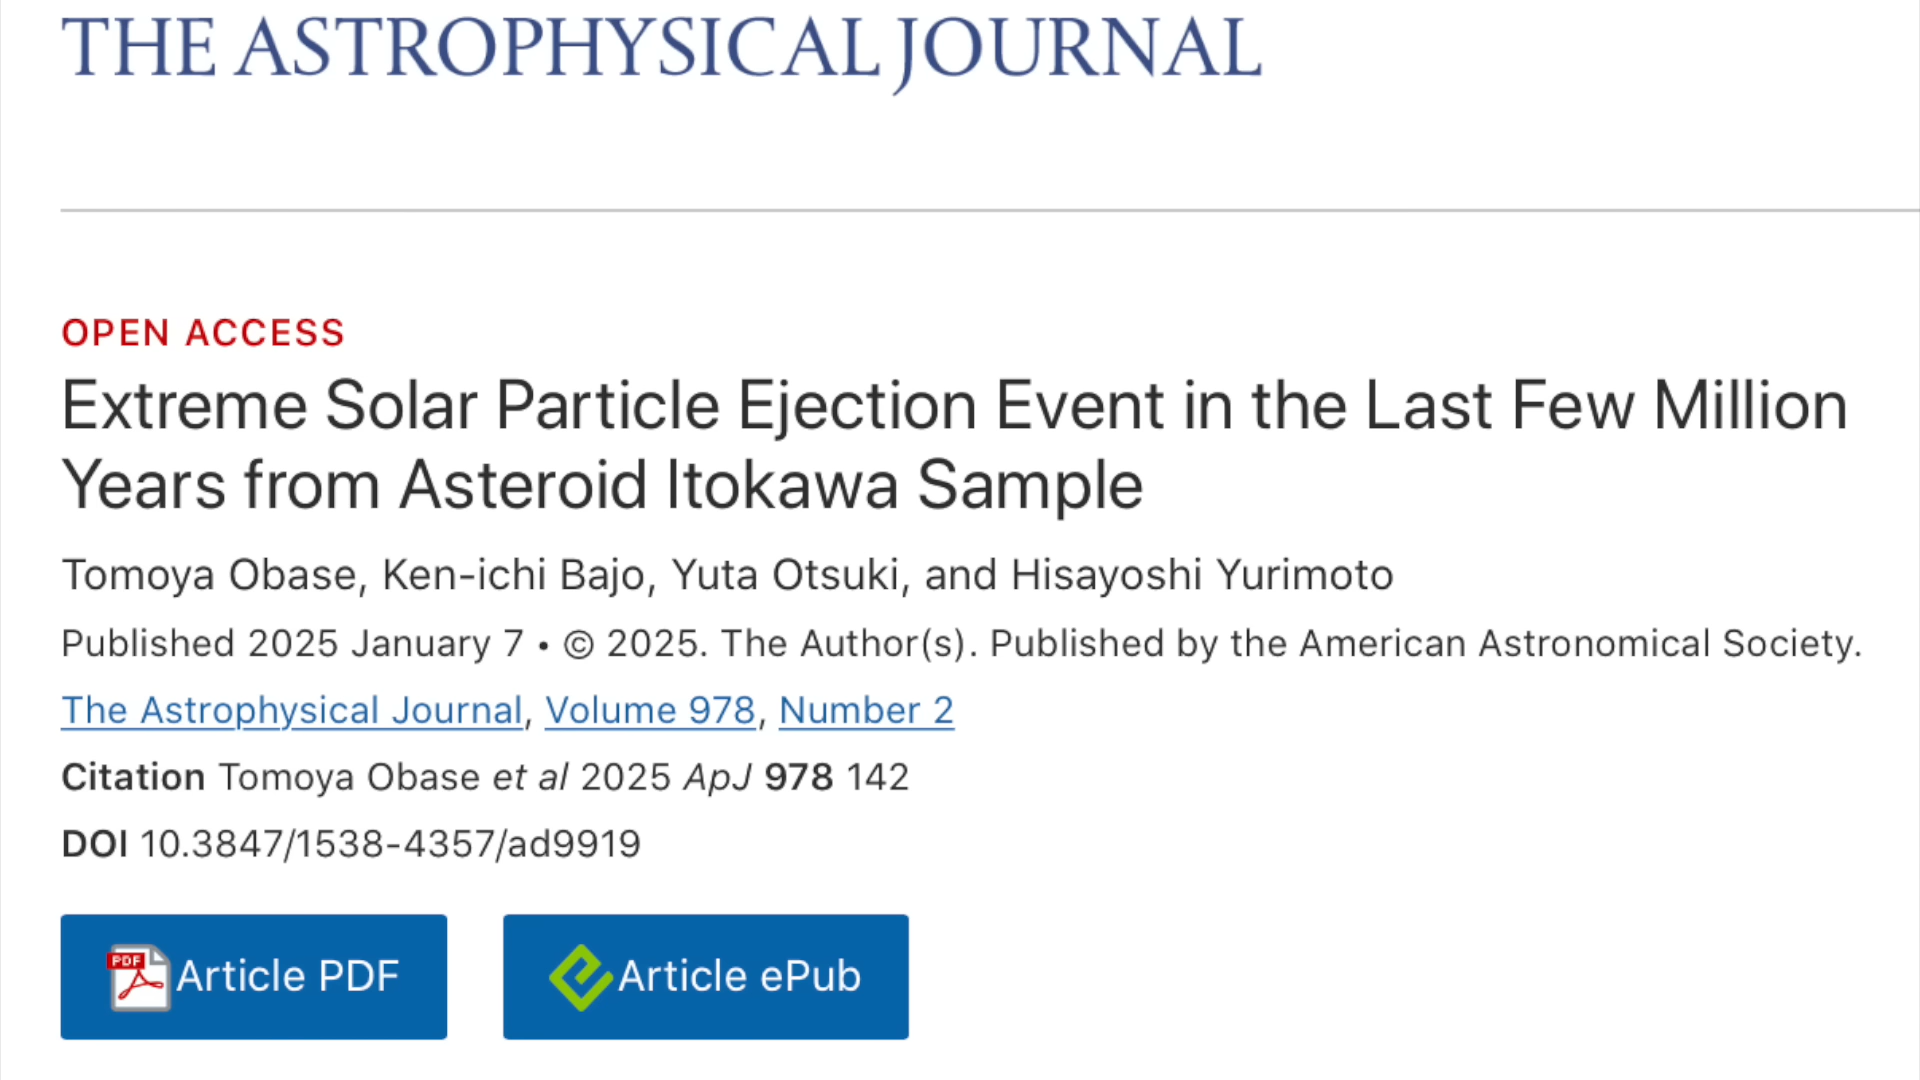 THE ASTROPHYSICAL JOURNAL
OPEN ACCESS
Extreme Solar Particle Ejection Event in the Last Few Million
Years from Asteroid Itokawa Sample
Tomoya Obase, Ken-ichi Bajo, Yuta Otsuki, and Hisayoshi Yurimoto
Published 2025 January 7 • © 2025. The Author(s). Published by the American Astronomical Society.
The Astrophysical Journal, Volume 978, Number 2
Citation Tomoya Obase et al 2025 ApJ 978 142
DOI 10.3847/1538-4357/ad9919
PDF Article PDF
Article ePub